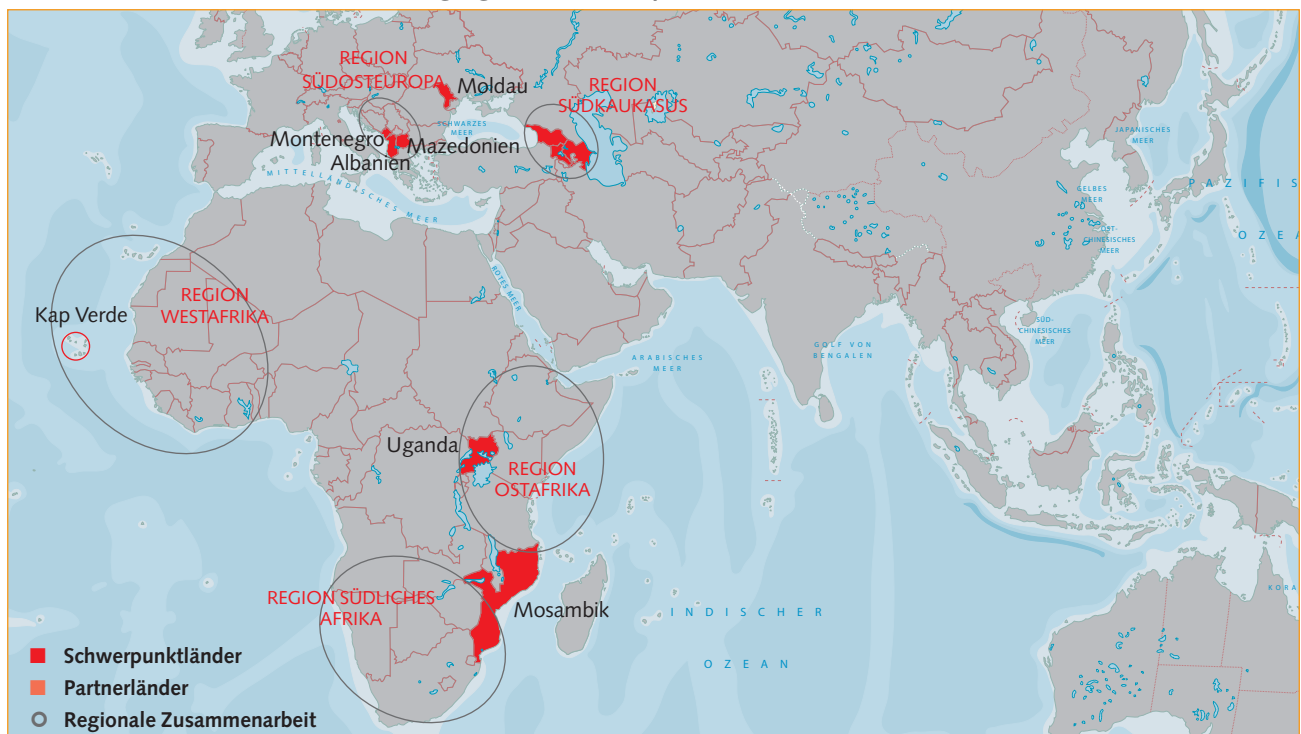 REGION
SÜDOSTEUROPA
Moldau
REGION
SÜDKAUKASUS
SCHWARZES
MEER
Montenegro
Mazedonien
Albanien
MITTELLÄNDISCHES MEER
JAPANISCHES
MEER
GELBES
MEER
PAZIFIS
OST-
CHINESISCHES
MEER
OZEA
ROTES MEER
REGION
WESTAFRIKA
Kap Verde
SÜD-
CHINESISCHES
MEER
ARABISCHES
MEER
GOLF VON
BENGALEN
Uganda
REGION
OSTAFRIKA
REGION SÜDLICHES
AFRIKA
Mosambik
INDISCHER
OZEAN
KORA
Schwerpunktländer
Partnerländer
Regionale Zusammenarbeit